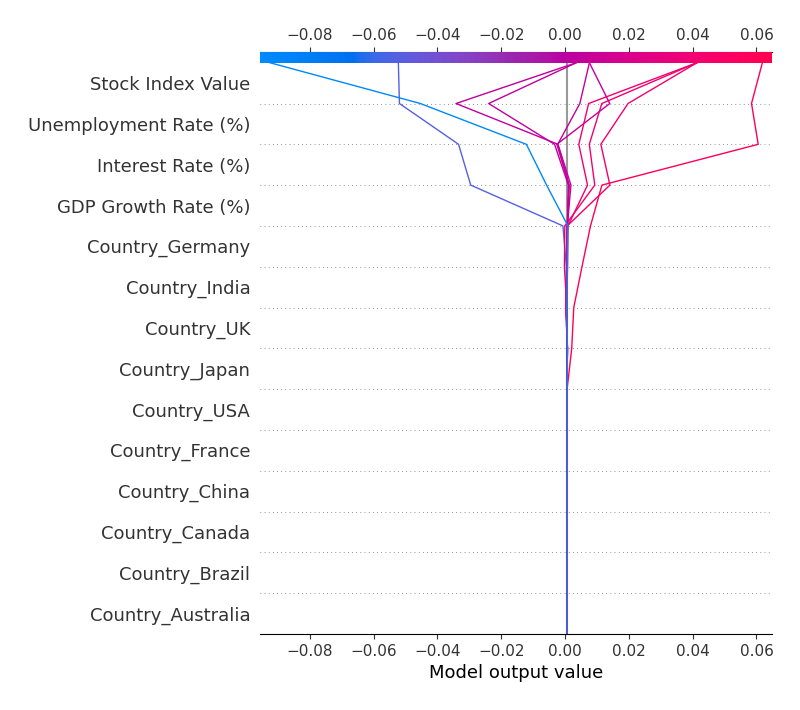 −0.08 −0.06 −0.04 −0.02 0.00 0.02 0.04 0.06
Stock Index Value
Unemployment Rate (%)
Interest Rate (%)
GDP Growth Rate (%)
Country_Germany
Country_India
Country_UK
Country_Japan
Country_USA
Country_France
Country_China
Country_Canada
Country_Brazil
Country_Australia
−0.08 −0.06 −0.04 −0.02 0.00 0.02 0.04 0.06
Model output value